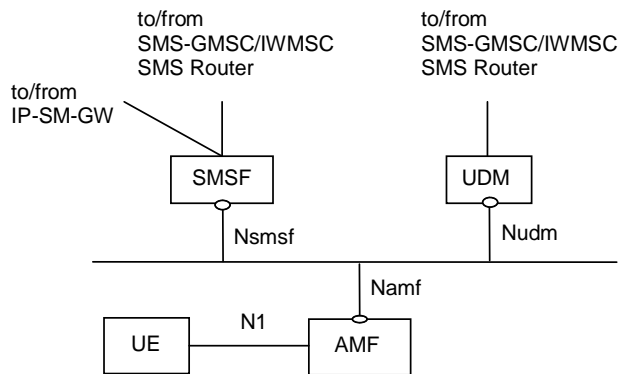 to/from
SMS-GMSC/IWMSC
SMS Router
to/from
SMS-GMSC/IWMSC
SMS Router
to/from
IP-SM-GW
SMSF
UDM
Nsmsf
Nudm
Namf
N1
UE
AMF